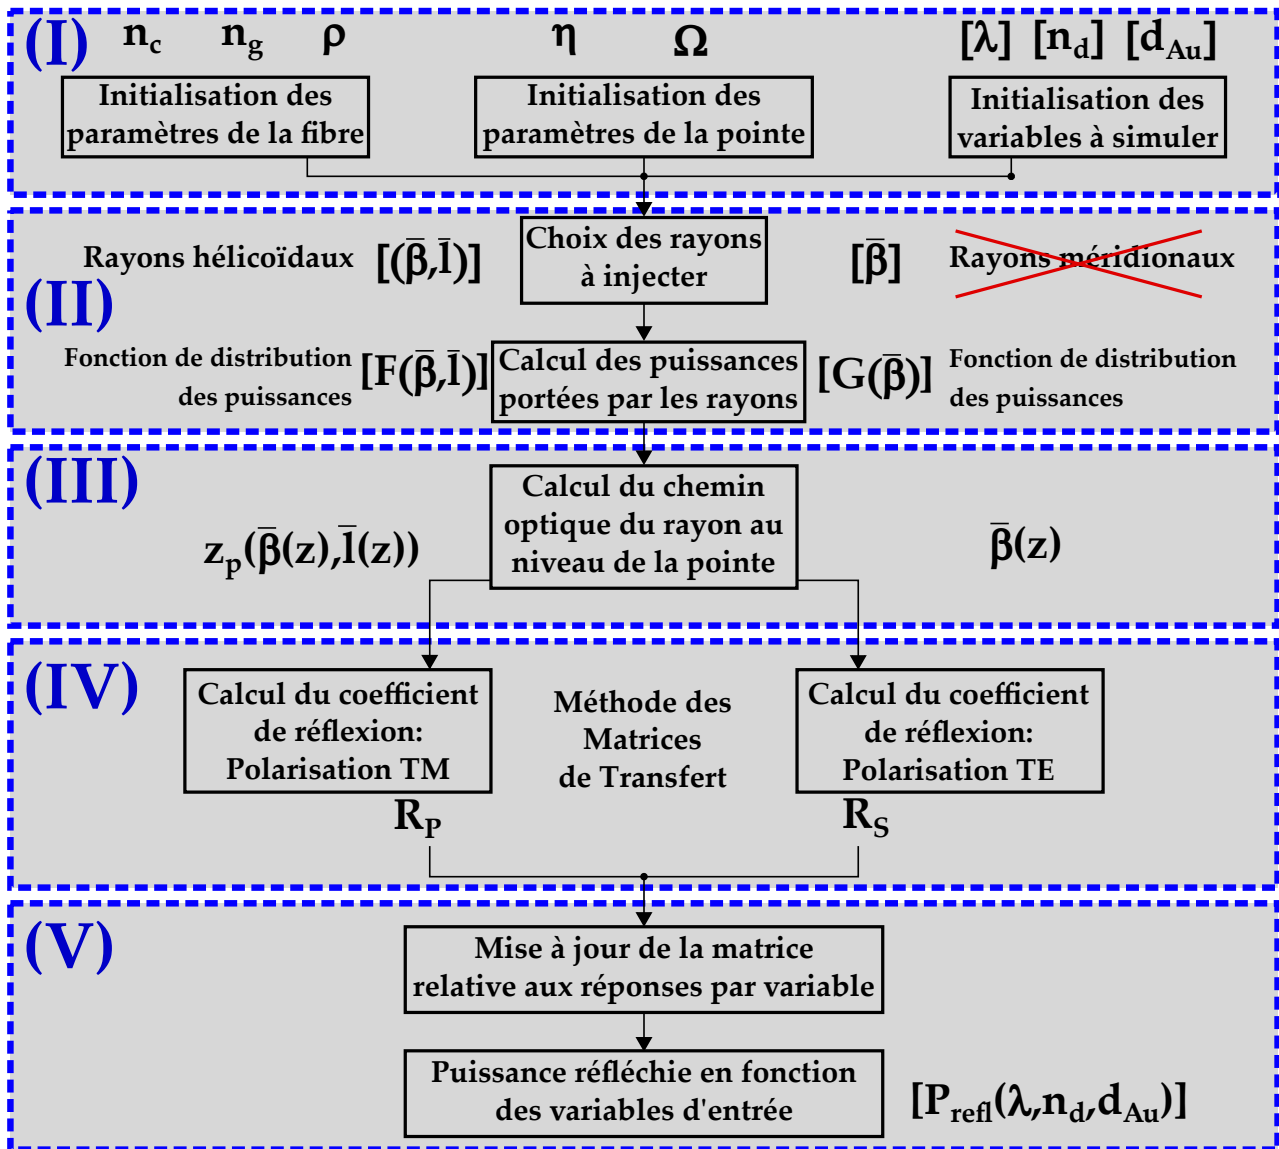 (I)
n_c n_g ρ
η Ω
[λ] [n_d] [d_Au]
Initialisation des
paramètres de la fibre
Initialisation des
paramètres de la pointe
Initialisation des
variables à simuler
(II)
Rayons hélicoïdaux [(β̄,l̄)]
Choix des rayons
à injecter
[β̄] Rayons méridionaux
Fonction de distribution
des puissances
[F(β̄,l̄)]
Calcul des puissances
portées par les rayons
[G(β̄)]
Fonction de distribution
des puissances
(III)
z_p(β̄(z),l̄(z))
Calcul du chemin
optique du rayon au
niveau de la pointe
β̄(z)
(IV)
Calcul du coefficient
de réflexion:
Polarisation TM
R_P
Méthode des
Matrices
de Transfert
Calcul du coefficient
de réflexion:
Polarisation TE
R_S
(V)
Mise à jour de la matrice
relative aux réponses par variable
Puissance réfléchie en fonction
des variables d'entrée
[P_refl(λ,n_d,d_Au)]